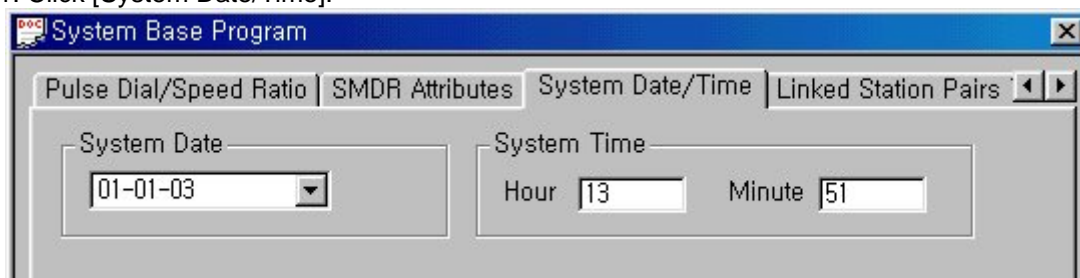 Click [System Date/Time].
System Base Program
Pulse Dial/Speed Ratio SMDR Attributes System Date/Time Linked Station Pairs
System Date System Time
01-01-03 Hour 13 Minute 51